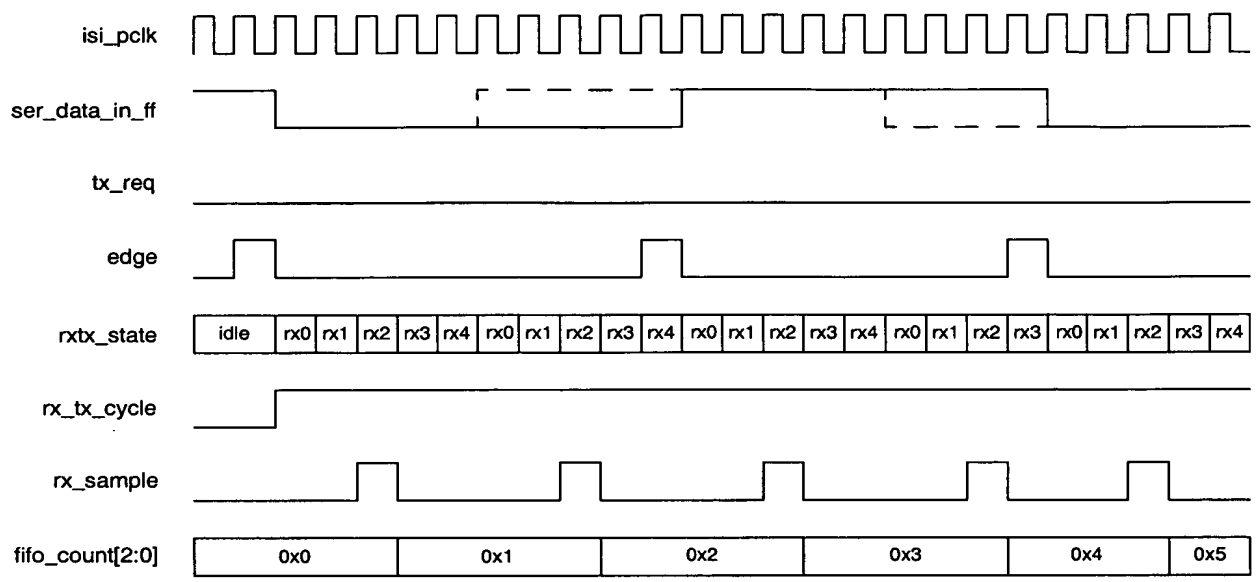 isi_pclk
ser_data_in_ff
tx_req
edge
rxtx_state idle rx0 rx1 rx2 rx3 rx4 rx0 rx1 rx2 rx3 rx4 rx0 rx1 rx2 rx3 rx4 rx0 rx1 rx2 rx3 rx0 rx1 rx2 rx3 rx4
rx_tx_cycle
rx_sample
fifo_count[2:0] 0x0 0x1 0x2 0x3 0x4 0x5